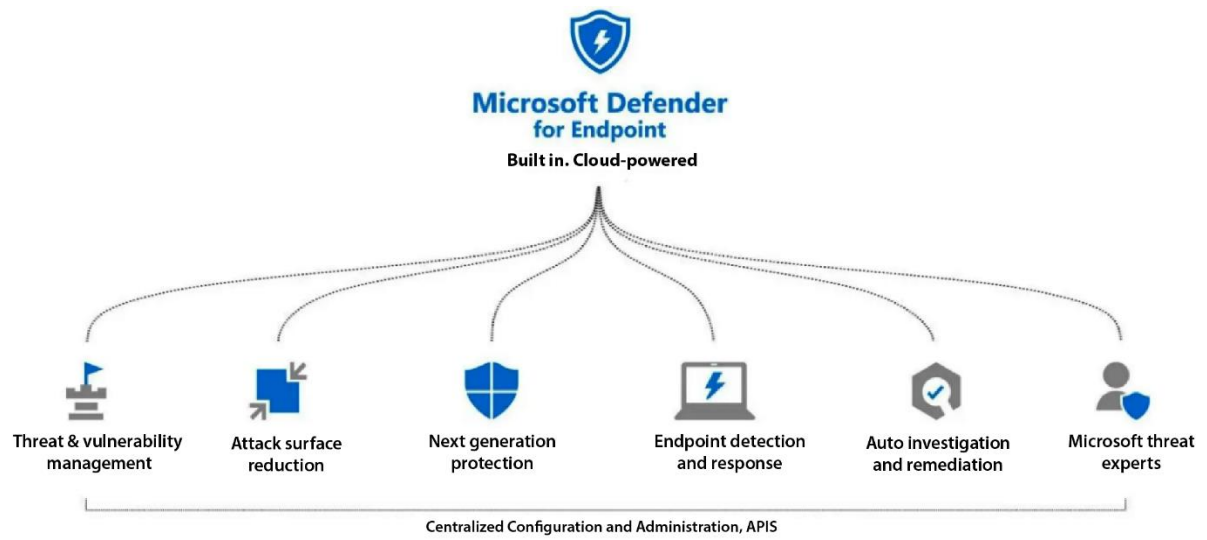 Microsoft Defender
for Endpoint
Built in. Cloud-powered
Threat & vulnerability
management
Attack surface
reduction
Next generation
protection
Endpoint detection
and response
Auto investigation
and remediation
Microsoft threat
experts
Centralized Configuration and Administration, APIS